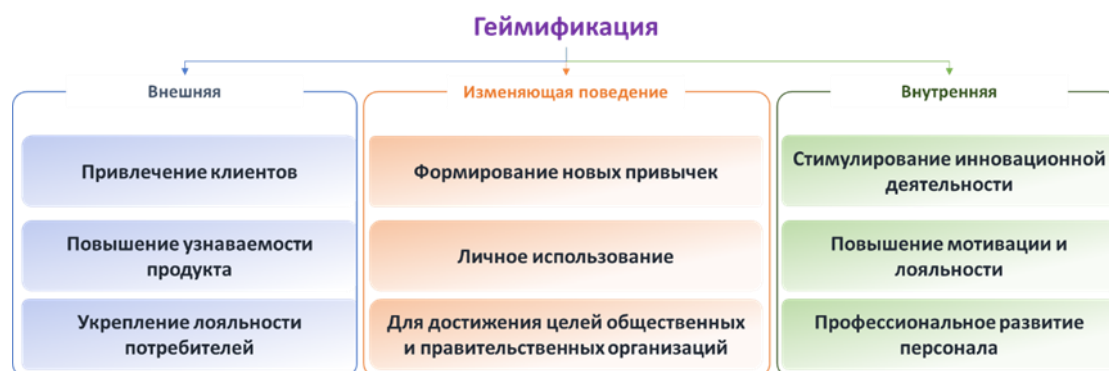 Геймификация
Внешняя
Привлечение клиентов
Повышение узнаваемости
продукта
Укрепление лояльности
потребителей
Изменяющая поведение
Формирование новых привычек
Личное использование
Для достижения целей общественных
и правительственных организаций
Внутренняя
Стимулирование инновационной
деятельности
Повышение мотивации и
лояльности
Профессиональное развитие
персонала